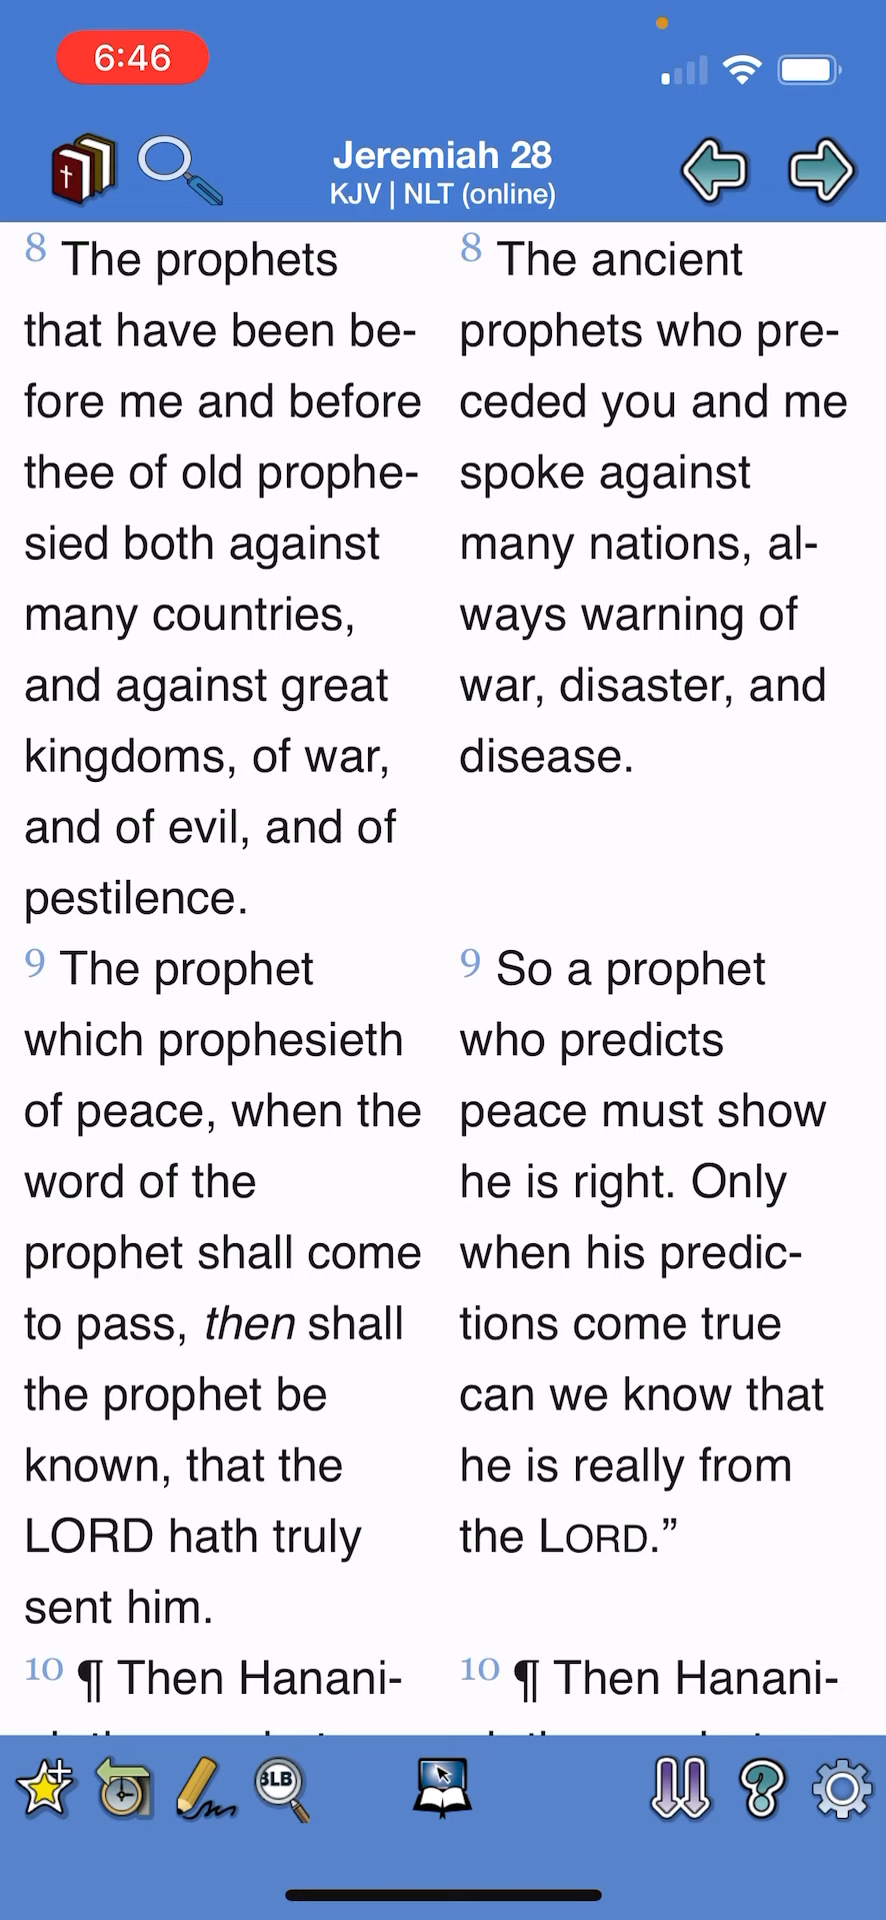 6:46
Jeremiah 28
KJV | NLT (online)
8 The prophets
that have been be-
fore me and before
thee of old prophe-
sied both against
many countries,
and against great
kingdoms, of war,
and of evil, and of
pestilence.
9 The prophet
which prophesieth
of peace, when the
word of the
prophet shall come
to pass, then shall
the prophet be
known, that the
LORD hath truly
sent him.
10 ¶ Then Hanani-
8 The ancient
prophets who pre-
ceded you and me
spoke against
many nations, al-
ways warning of
war, disaster, and
disease.
9 So a prophet
who predicts
peace must show
he is right. Only
when his predic-
tions come true
can we know that
he is really from
the LORD.”
10 ¶ Then Hanani-
BLB